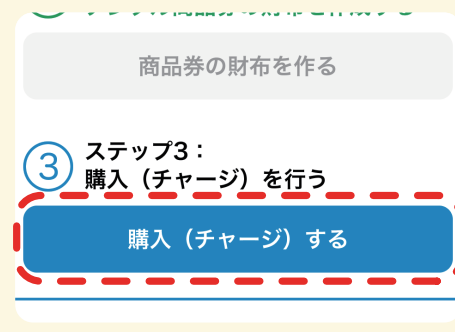 商品券の財布を作る
3
ステップ3：
購入（チャージ）を行う
購入（チャージ）する